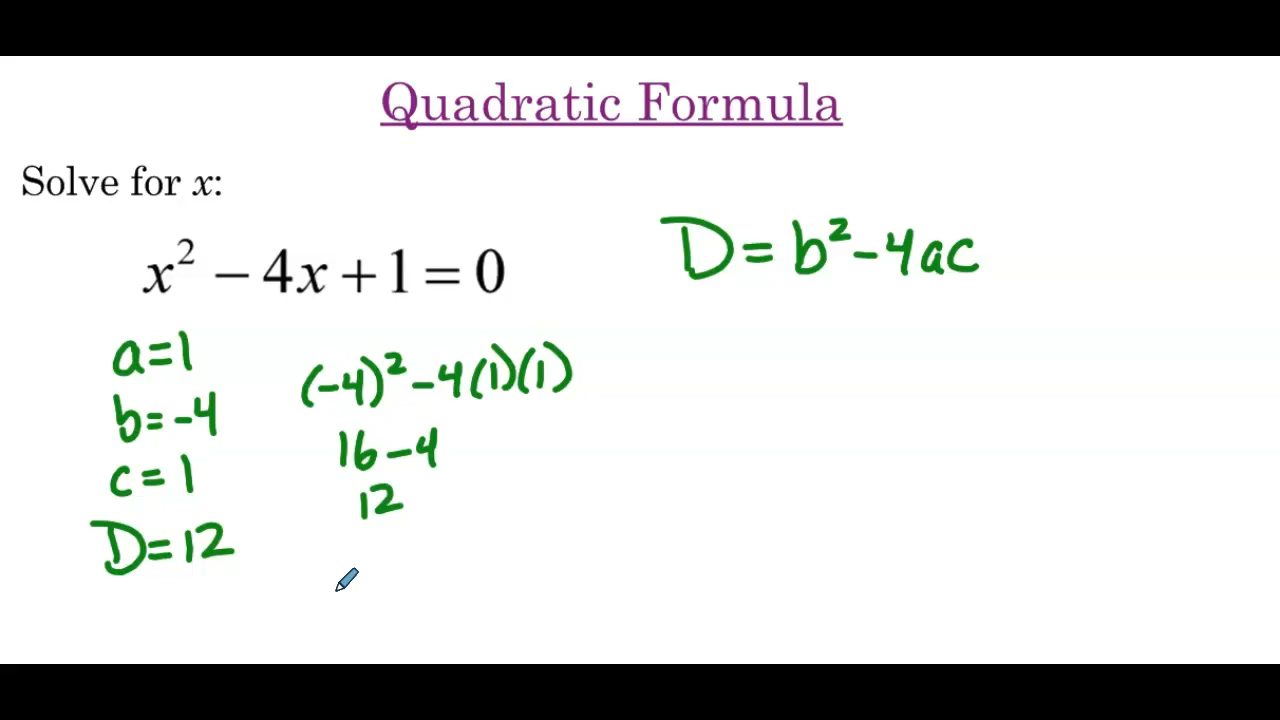 Quadratic Formula
Solve for x:
x² − 4x + 1 = 0
D = b² − 4ac
a = 1
(-4)² − 4(1)(1)
b = -4
16 − 4
c = 1
12
D = 12